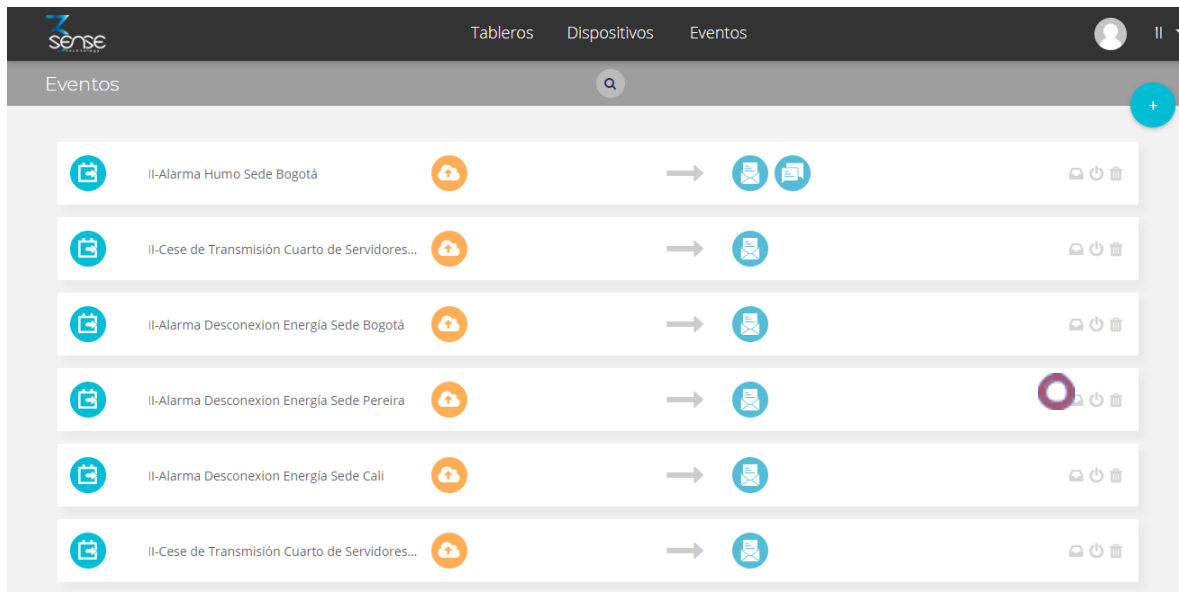 3
sense
technology
Tableros Dispositivos Eventos
Eventos
+
II-Alarma Humo Sede Bogotá
II-Cese de Transmisión Cuarto de Servidores...
II-Alarma Desconexion Energía Sede Bogotá
II-Alarma Desconexion Energía Sede Pereira
II-Alarma Desconexion Energía Sede Cali
II-Cese de Transmisión Cuarto de Servidores...